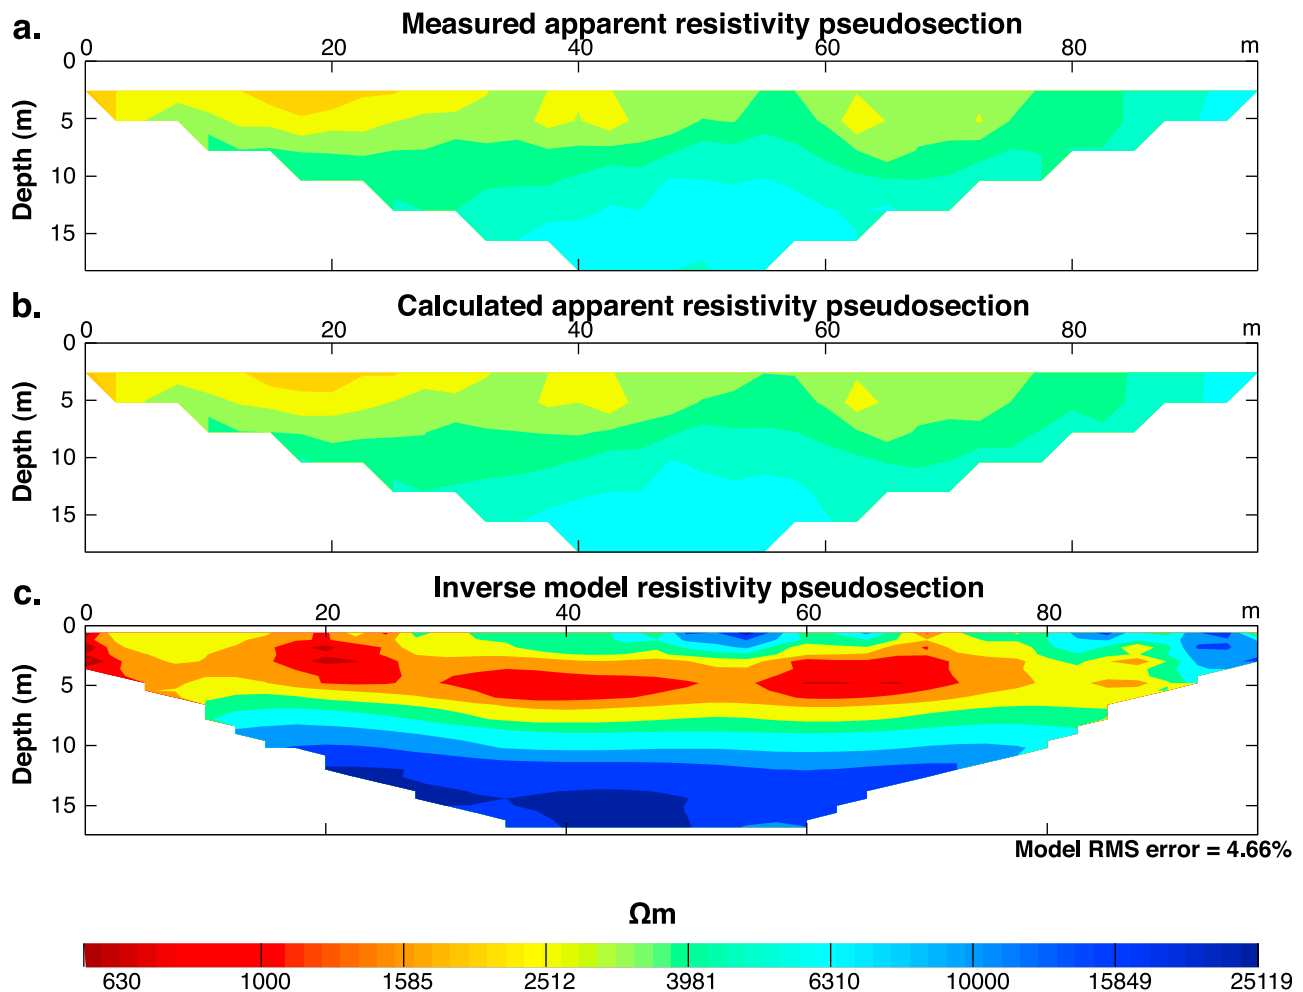 a.
Measured apparent resistivity pseudosection
0 20 40 60 80 m
0
5
10
15
Depth (m)
b.
Calculated apparent resistivity pseudosection
0 20 40 60 80 m
0
5
10
15
Depth (m)
c.
Inverse model resistivity pseudosection
0 20 40 60 80 m
0
5
10
15
Depth (m)
Model RMS error = 4.66%
Ωm
630 1000 1585 2512 3981 6310 10000 15849 25119